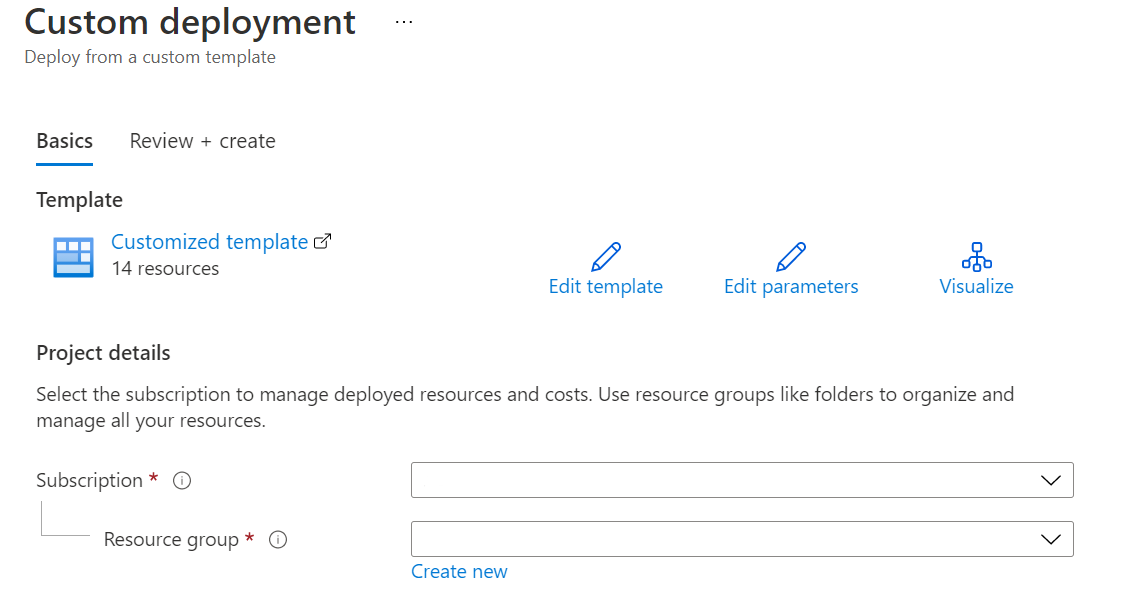 Custom deployment ...
Deploy from a custom template
Basics Review + create
Template
Customized template
14 resources
Edit template Edit parameters Visualize
Project details
Select the subscription to manage deployed resources and costs. Use resource groups like folders to organize and
manage all your resources.
Subscription *
Resource group *
Create new